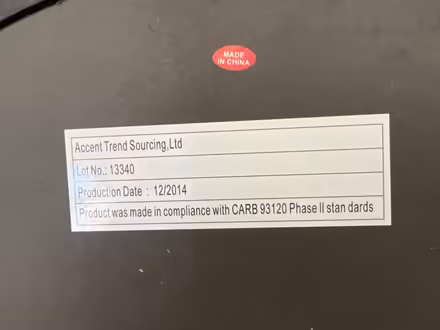 MADE
IN CHINA
Accent Trend Sourcing,Ltd
Lot No.: 13340
Production Date : 12/2014
Product was made in compliance with CARB 93120 Phase II stan dards